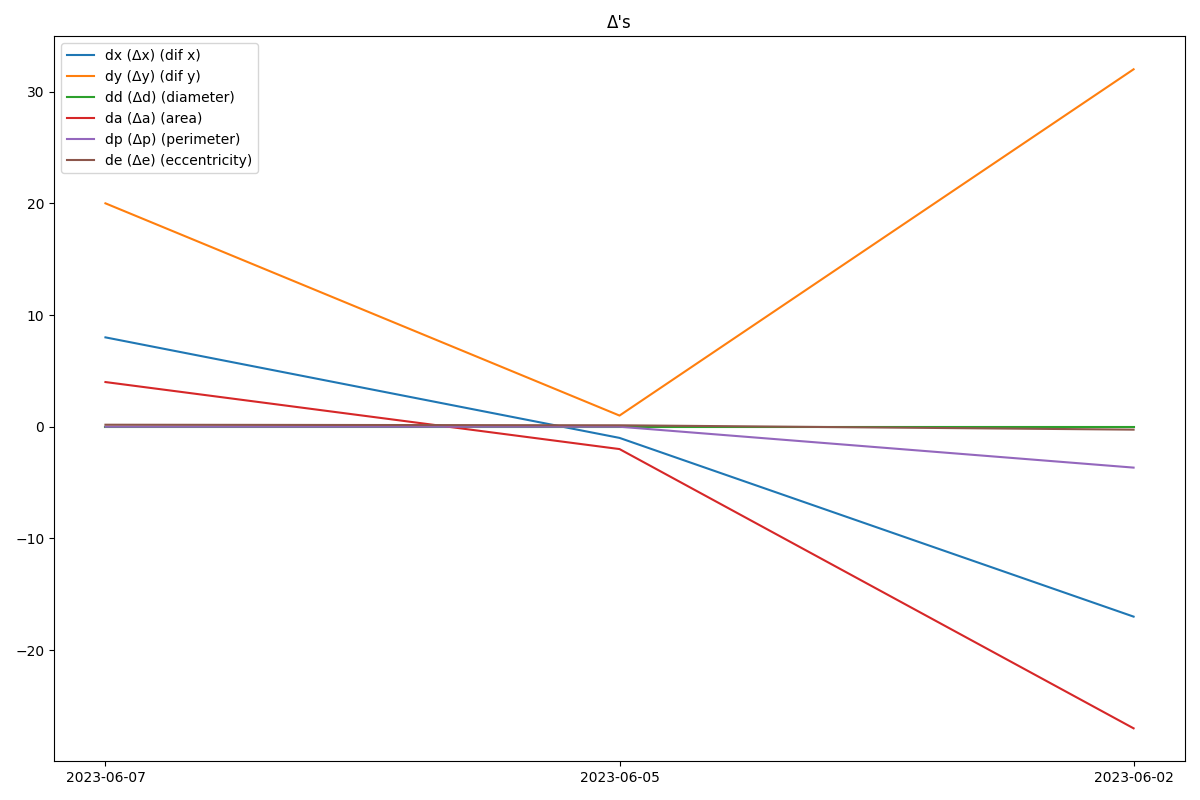 Δ's
dx (Δx) (dif x)
dy (Δy) (dif y)
dd (Δd) (diameter)
da (Δa) (area)
dp (Δp) (perimeter)
de (Δe) (eccentricity)
30
20
10
0
−10
−20
2023-06-07
2023-06-05
2023-06-02